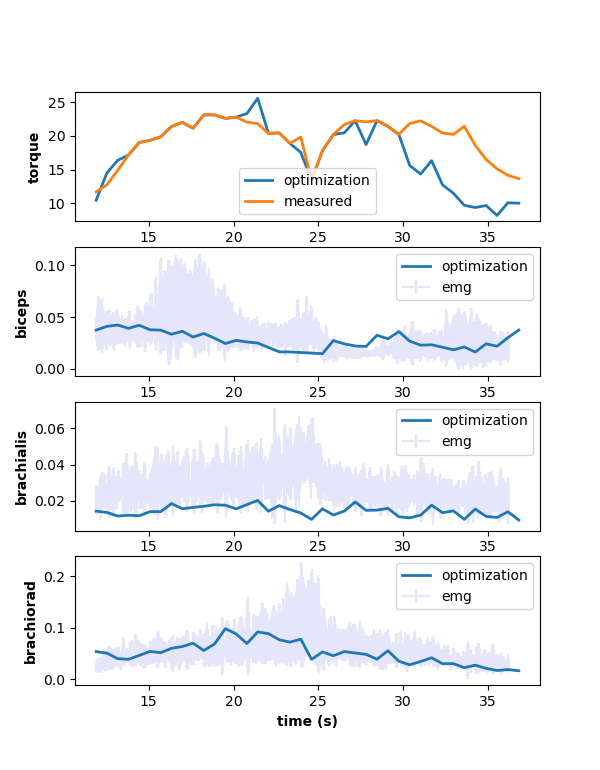 25
20
15
10
torque
optimization
measured
15 20 25 30 35
0.10
0.05
0.00
biceps
optimization
emg
15 20 25 30 35
0.06
0.04
0.02
brachialis
optimization
emg
15 20 25 30 35
0.2
0.1
0.0
brachiorad
optimization
emg
15 20 25 30 35
time (s)